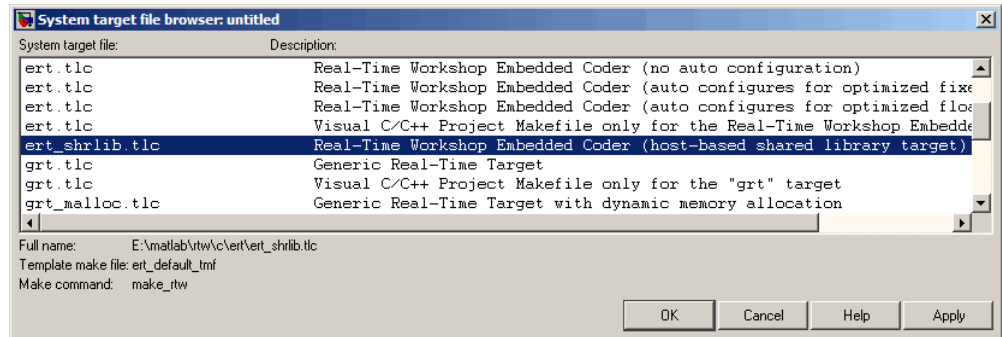 System target file browser: untitled
System target file: Description:
ert.tlc Real-Time Workshop Embedded Coder (no auto configuration)
ert.tlc Real-Time Workshop Embedded Coder (auto configures for optimized fixe
ert.tlc Real-Time Workshop Embedded Coder (auto configures for optimized floa
ert.tlc Visual C/C++ Project Makefile only for the Real-Time Workshop Embedde
ert_shrlib.tlc Real-Time Workshop Embedded Coder (host-based shared library target)
grt.tlc Generic Real-Time Target
grt.tlc Visual C/C++ Project Makefile only for the "grt" target
grt_malloc.tlc Generic Real-Time Target with dynamic memory allocation
Full name: E:\matlab\rtw\c\ert\ert_shrlib.tlc
Template make file: ert_default_tmf
Make command: make_rtw
OK Cancel Help Apply